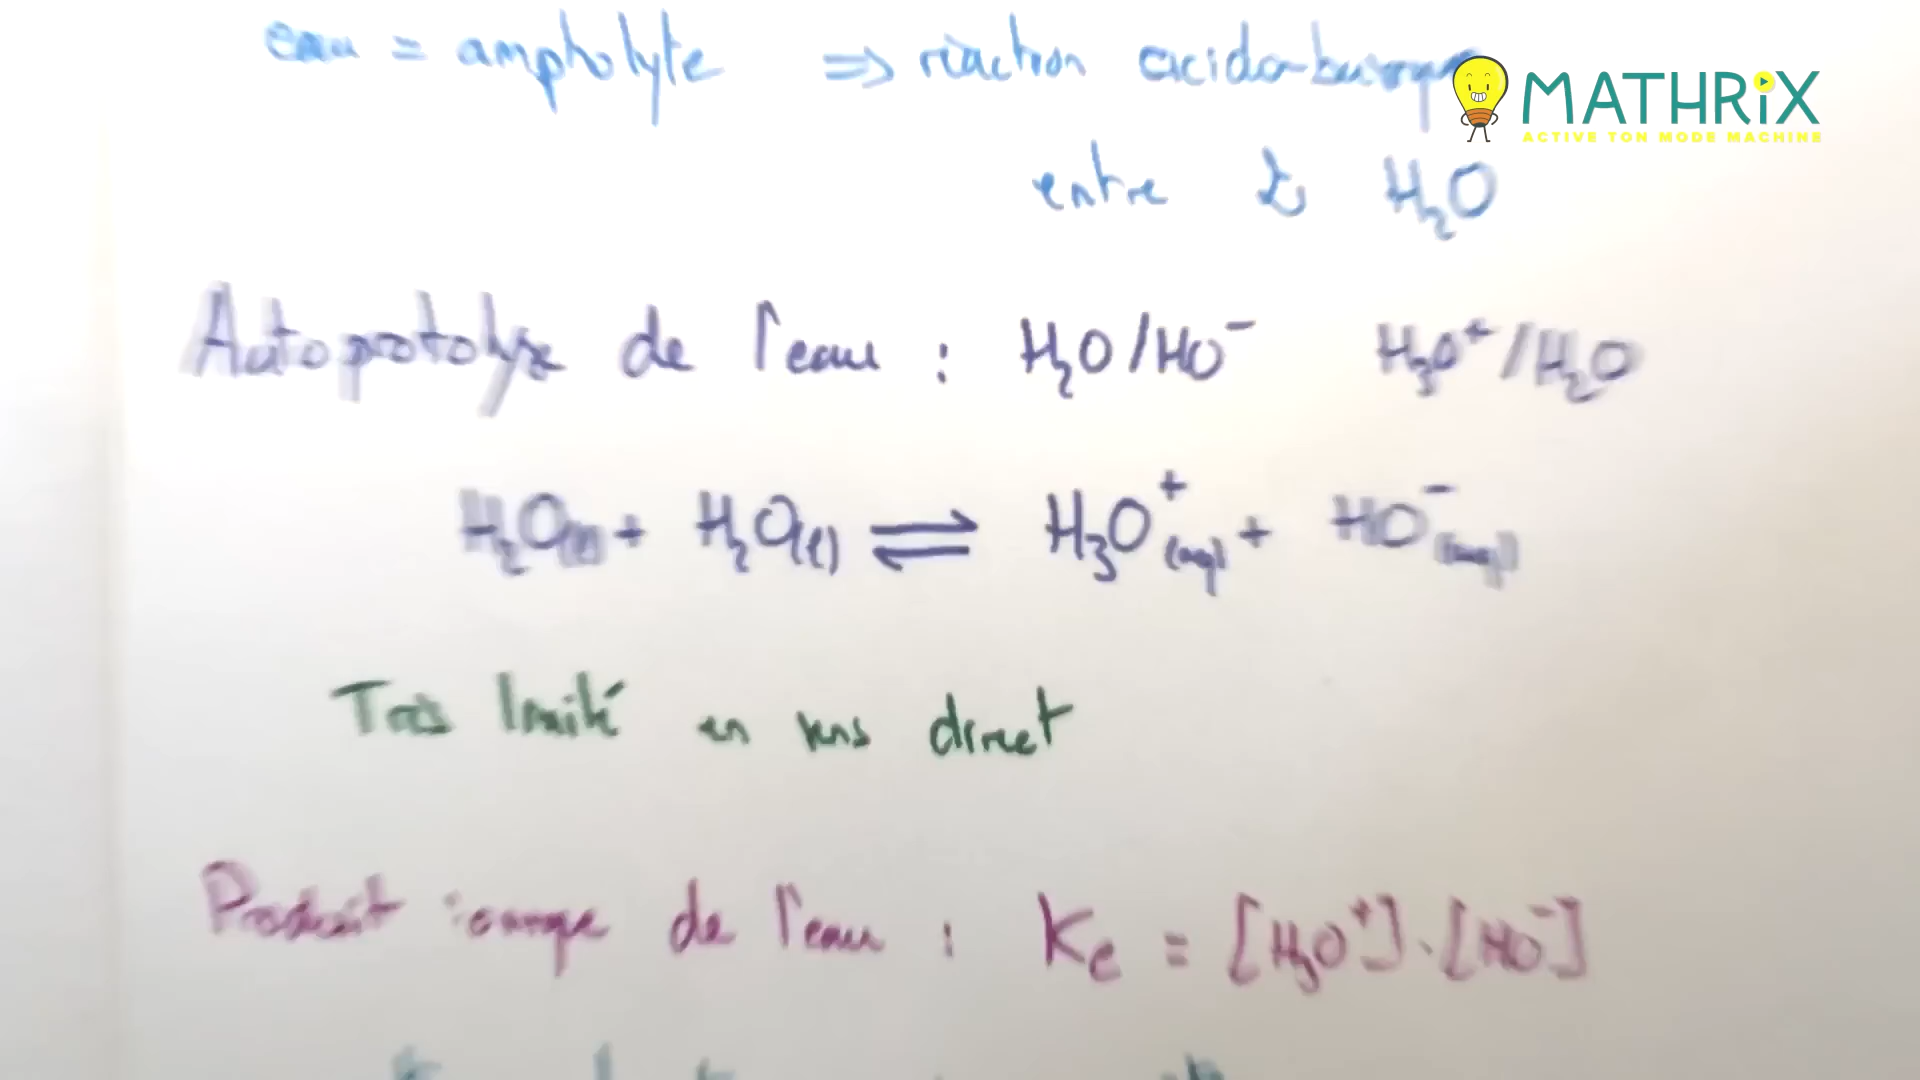 eau = ampholyte ⇒ réaction acido-basique
MATHRiX
ACTIVE TON MODE MACHINE
entre 2 H₂O
Autoprotolyse de l'eau : H₂O/HO⁻ H₃O⁺/H₂O
H₂O(l) + H₂O(l) ⇌ H₃O⁺(aq) + HO⁻(aq)
Très limité en sens direct
Produit ionique de l'eau : Ke = [H₃O⁺]·[HO⁻]